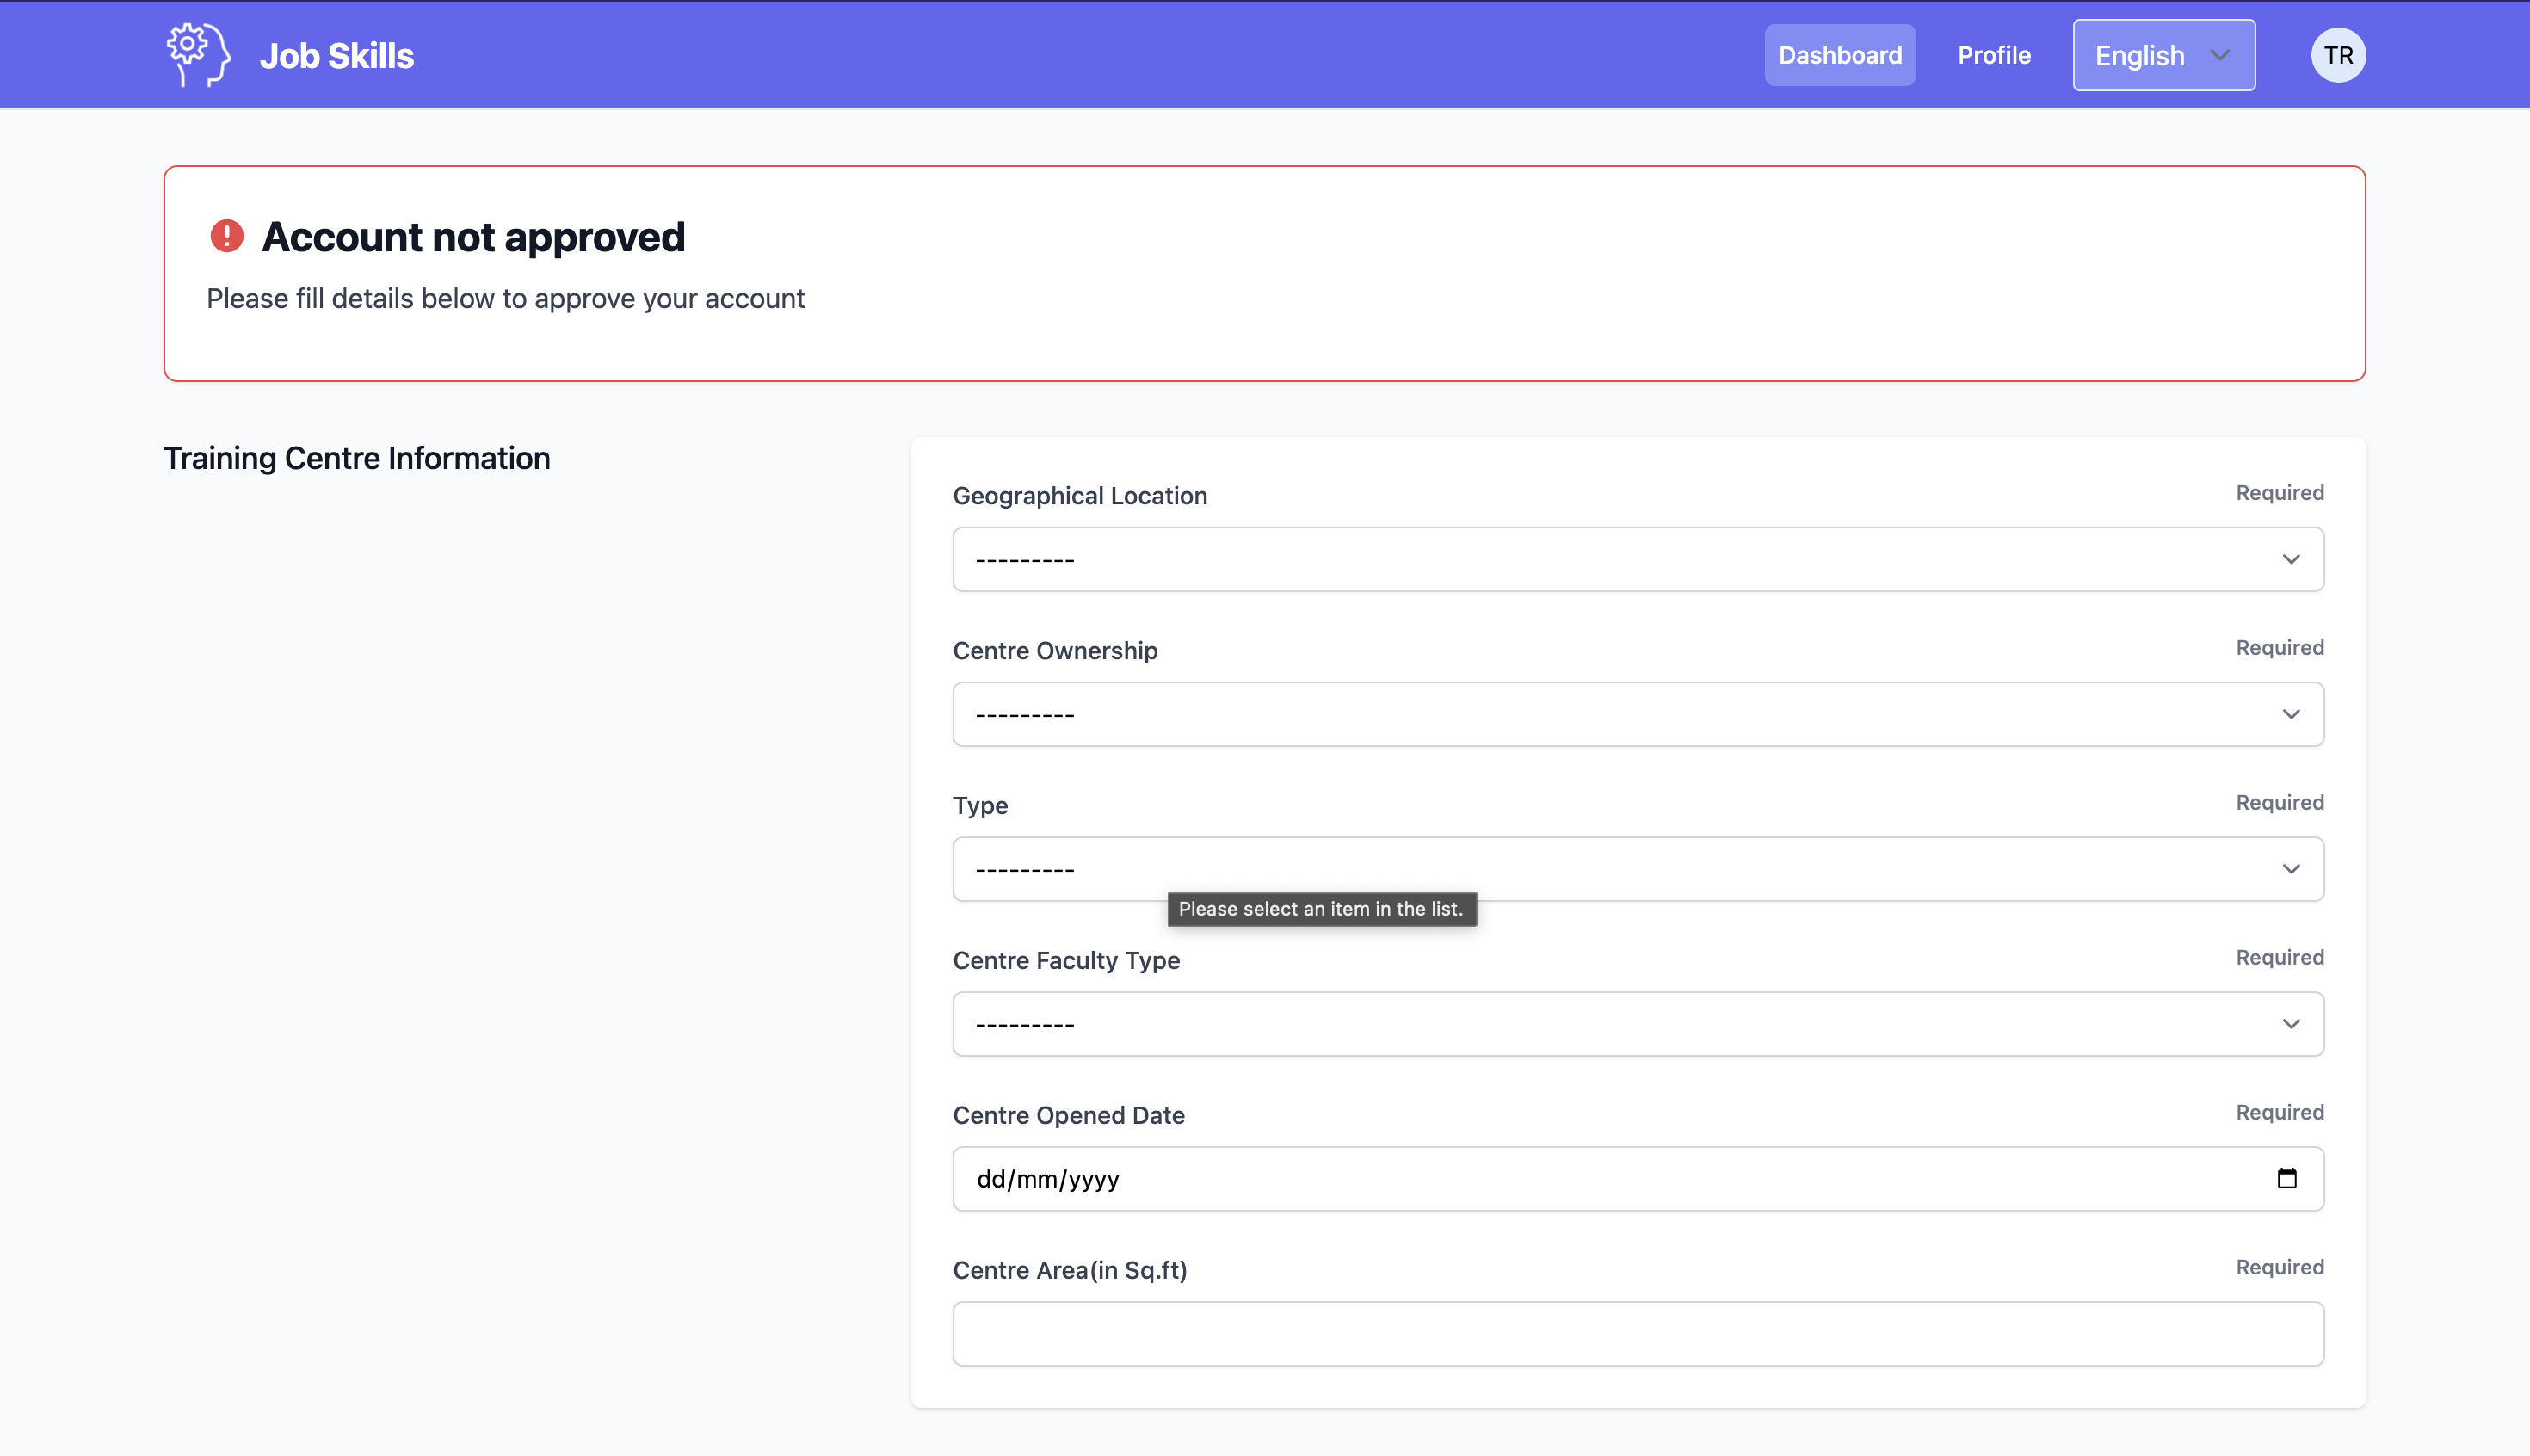 Job Skills
Dashboard
Profile
English
TR
Account not approved
Please fill details below to approve your account
Training Centre Information
Geographical Location
Required
---------
Centre Ownership
Required
---------
Type
Required
---------
Please select an item in the list.
Centre Faculty Type
Required
---------
Centre Opened Date
Required
dd/mm/yyyy
Centre Area(in Sq.ft)
Required